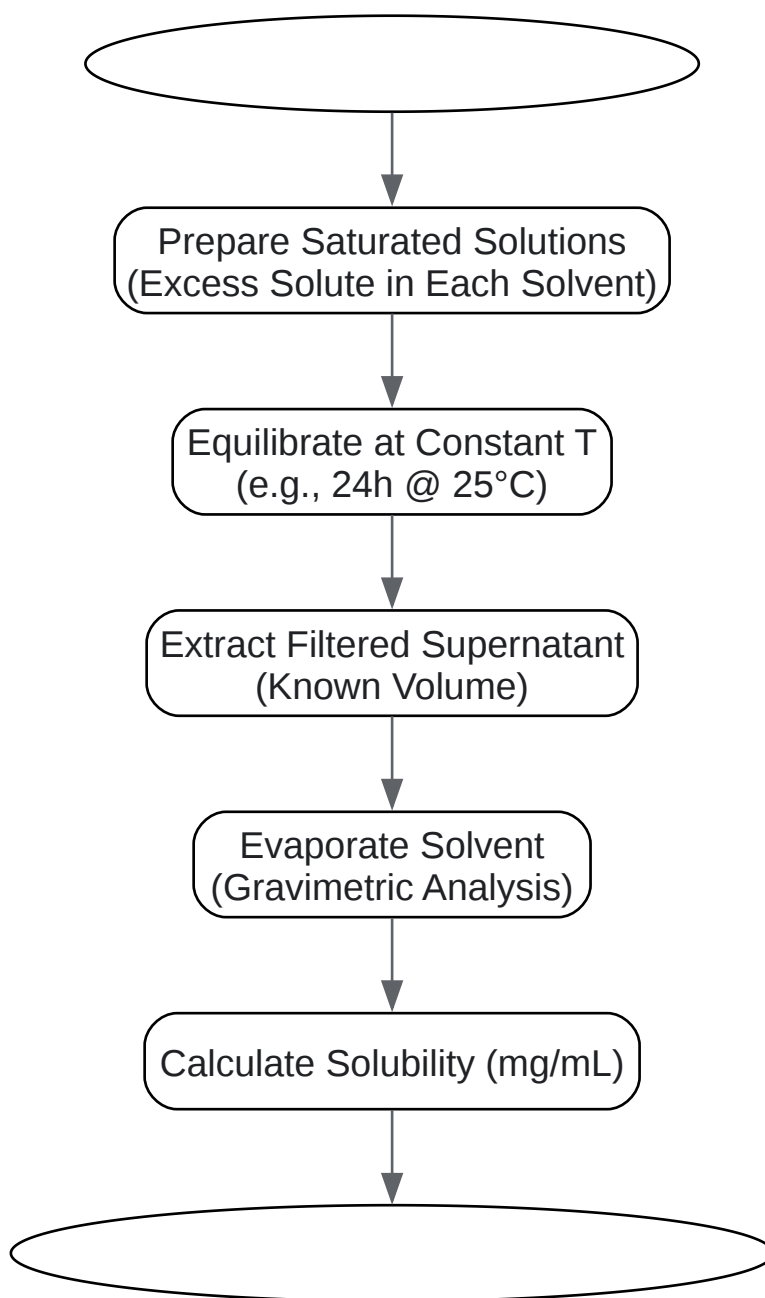 Prepare Saturated Solutions
(Excess Solute in Each Solvent)
Equilibrate at Constant T
(e.g., 24h @ 25°C)
Extract Filtered Supernatant
(Known Volume)
Evaporate Solvent
(Gravimetric Analysis)
Calculate Solubility (mg/mL)